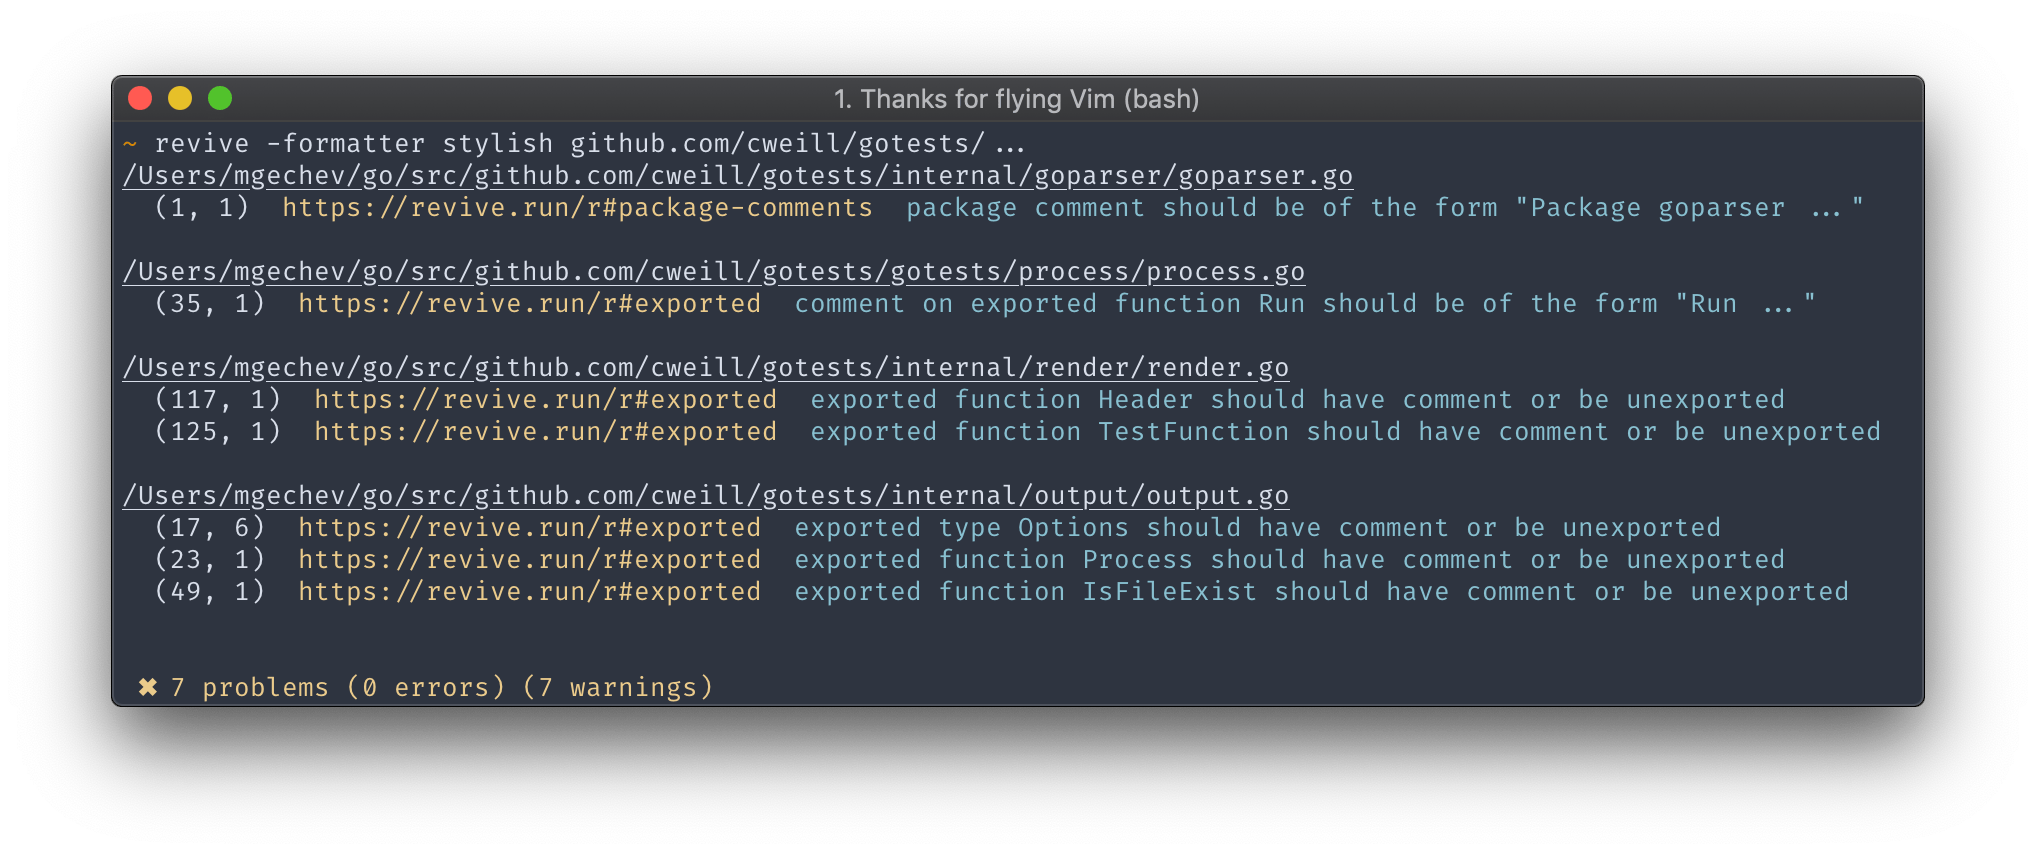 1. Thanks for flying Vim (bash)
~ revive -formatter stylish github.com/cweill/gotests/...
/Users/mgechev/go/src/github.com/cweill/gotests/internal/goparser/goparser.go
(1, 1) https://revive.run/r#package-comments package comment should be of the form "Package goparser ..."
/Users/mgechev/go/src/github.com/cweill/gotests/gotests/process/process.go
(35, 1) https://revive.run/r#exported comment on exported function Run should be of the form "Run ..."
/Users/mgechev/go/src/github.com/cweill/gotests/internal/render/render.go
(117, 1) https://revive.run/r#exported exported function Header should have comment or be unexported
(125, 1) https://revive.run/r#exported exported function TestFunction should have comment or be unexported
/Users/mgechev/go/src/github.com/cweill/gotests/internal/output/output.go
(17, 6) https://revive.run/r#exported exported type Options should have comment or be unexported
(23, 1) https://revive.run/r#exported exported function Process should have comment or be unexported
(49, 1) https://revive.run/r#exported exported function IsFileExist should have comment or be unexported
✖ 7 problems (0 errors) (7 warnings)